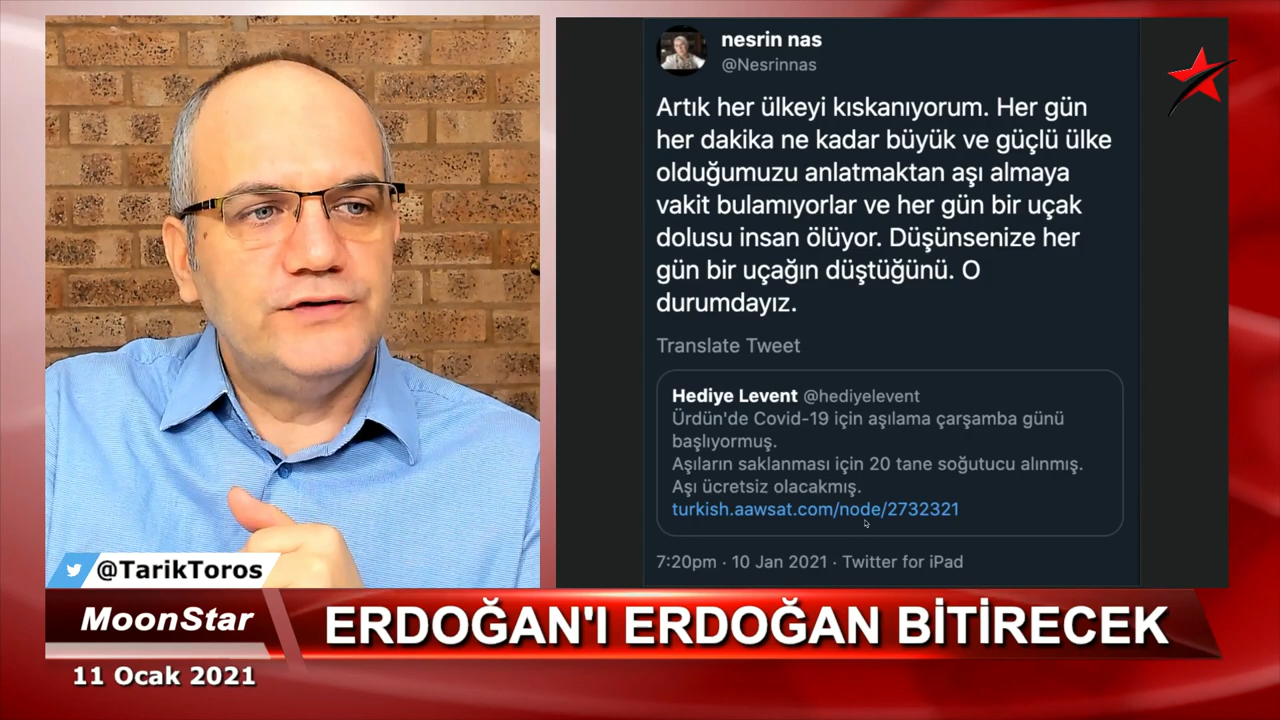 nesrin nas
@Nesrinnas
Artık her ülkeyi kıskanıyorum. Her gün
her dakika ne kadar büyük ve güçlü ülke
olduğumuzu anlatmaktan aşı almaya
vakit bulamıyorlar ve her gün bir uçak
dolusu insan ölüyor. Düşünsenize her
gün bir uçağın düştüğünü. O
durumdayız.
Translate Tweet
Hediye Levent @hediyelevent
Ürdün'de Covid-19 için aşılama çarşamba günü
başlıyormuş.
Aşıların saklanması için 20 tane soğutucu alınmış.
Aşı ücretsiz olacakmış.
turkish.aawsat.com/node/2732321
7:20pm · 10 Jan 2021 · Twitter for iPad
@TarikToros
MoonStar
ERDOĞAN'I ERDOĞAN BİTİRECEK
11 Ocak 2021